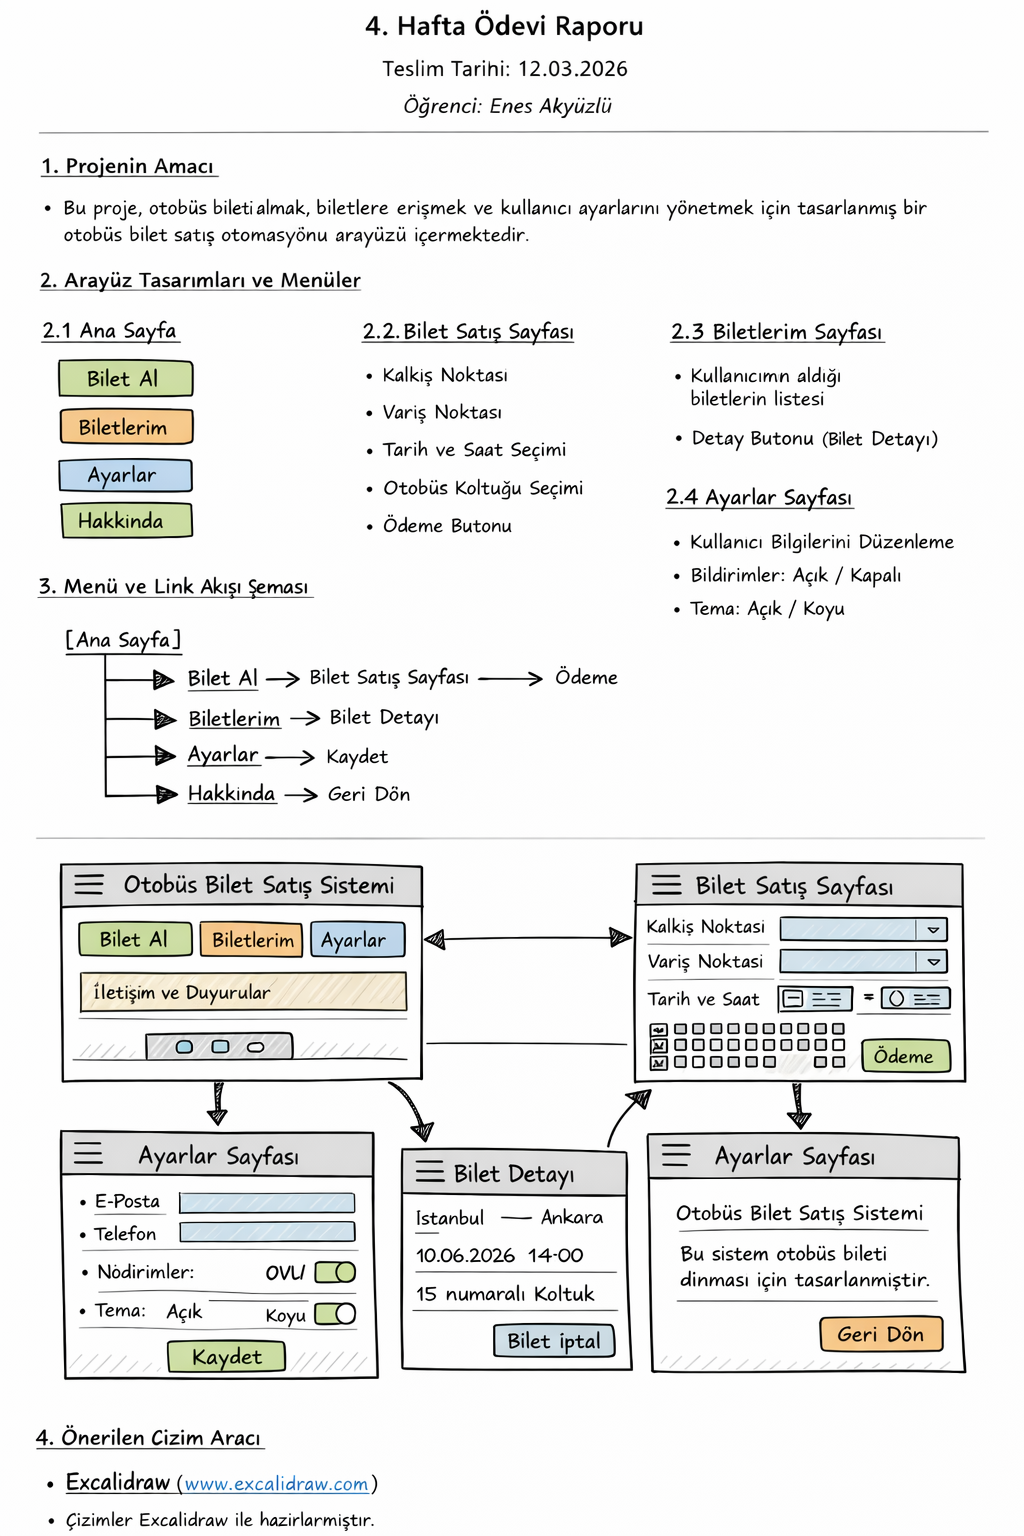 4. Hafta Ödevi Raporu
Teslim Tarihi: 12.03.2026
Öğrenci: Enes Akyüzlü
1. Projenin Amacı
• Bu proje, otobüs bileti almak, biletlere erişmek ve kullanıcı ayarlarını yönetmek için tasarlanmış bir
otobüs bilet satış otomasyönu arayüzü içermektedir.
2. Arayüz Tasarımları ve Menüler
2.1 Ana Sayfa
Bilet Al
Biletlerim
Ayarlar
Hakkinda
2.2. Bilet Satış Sayfası
• Kalkiş Noktası
• Variş Noktası
• Tarih ve Saat Seçimi
• Otobüs Koltuğu Seçimi
• Ödeme Butonu
2.3 Biletlerim Sayfası
• Kullanıcımn aldığı
biletlerin listesi
• Detay Butonu (Bilet Detayı)
2.4 Ayarlar Sayfası
• Kullanıcı Bilgilerini Düzenleme
• Bildirimler: Açık / Kapalı
• Tema: Açık / Koyu
3. Menü ve Link Akışı Şeması
[Ana Sayfa]
Bilet Al → Bilet Satış Sayfası → Ödeme
Biletlerim → Bilet Detayı
Ayarlar → Kaydet
Hakkında → Geri Dön
Otobüs Bilet Satış Sistemi
Bilet Al Biletlerim Ayarlar
İletişim ve Duyurular
Bilet Satış Sayfası
Kalkiş Noktasi
Variş Noktasi
Tarih ve Saat
Ödeme
Ayarlar Sayfası
• E-Posta
• Telefon
• Nödirimler:
• Tema: Açık Koyu
Kaydet
Bilet Detayı
Istanbul — Ankara
10.06.2026 14-00
15 numaralı Koltuk
Bilet iptal
Ayarlar Sayfası
Otobüs Bilet Satış Sistemi
Bu sistem otobüs bileti
dinması için tasarlanmiştir.
Geri Dön
4. Önerilen Cizim Aracı
• Excalidraw (www.excalidraw.com)
• Çizimler Excalidraw ile hazirlarmıştır.